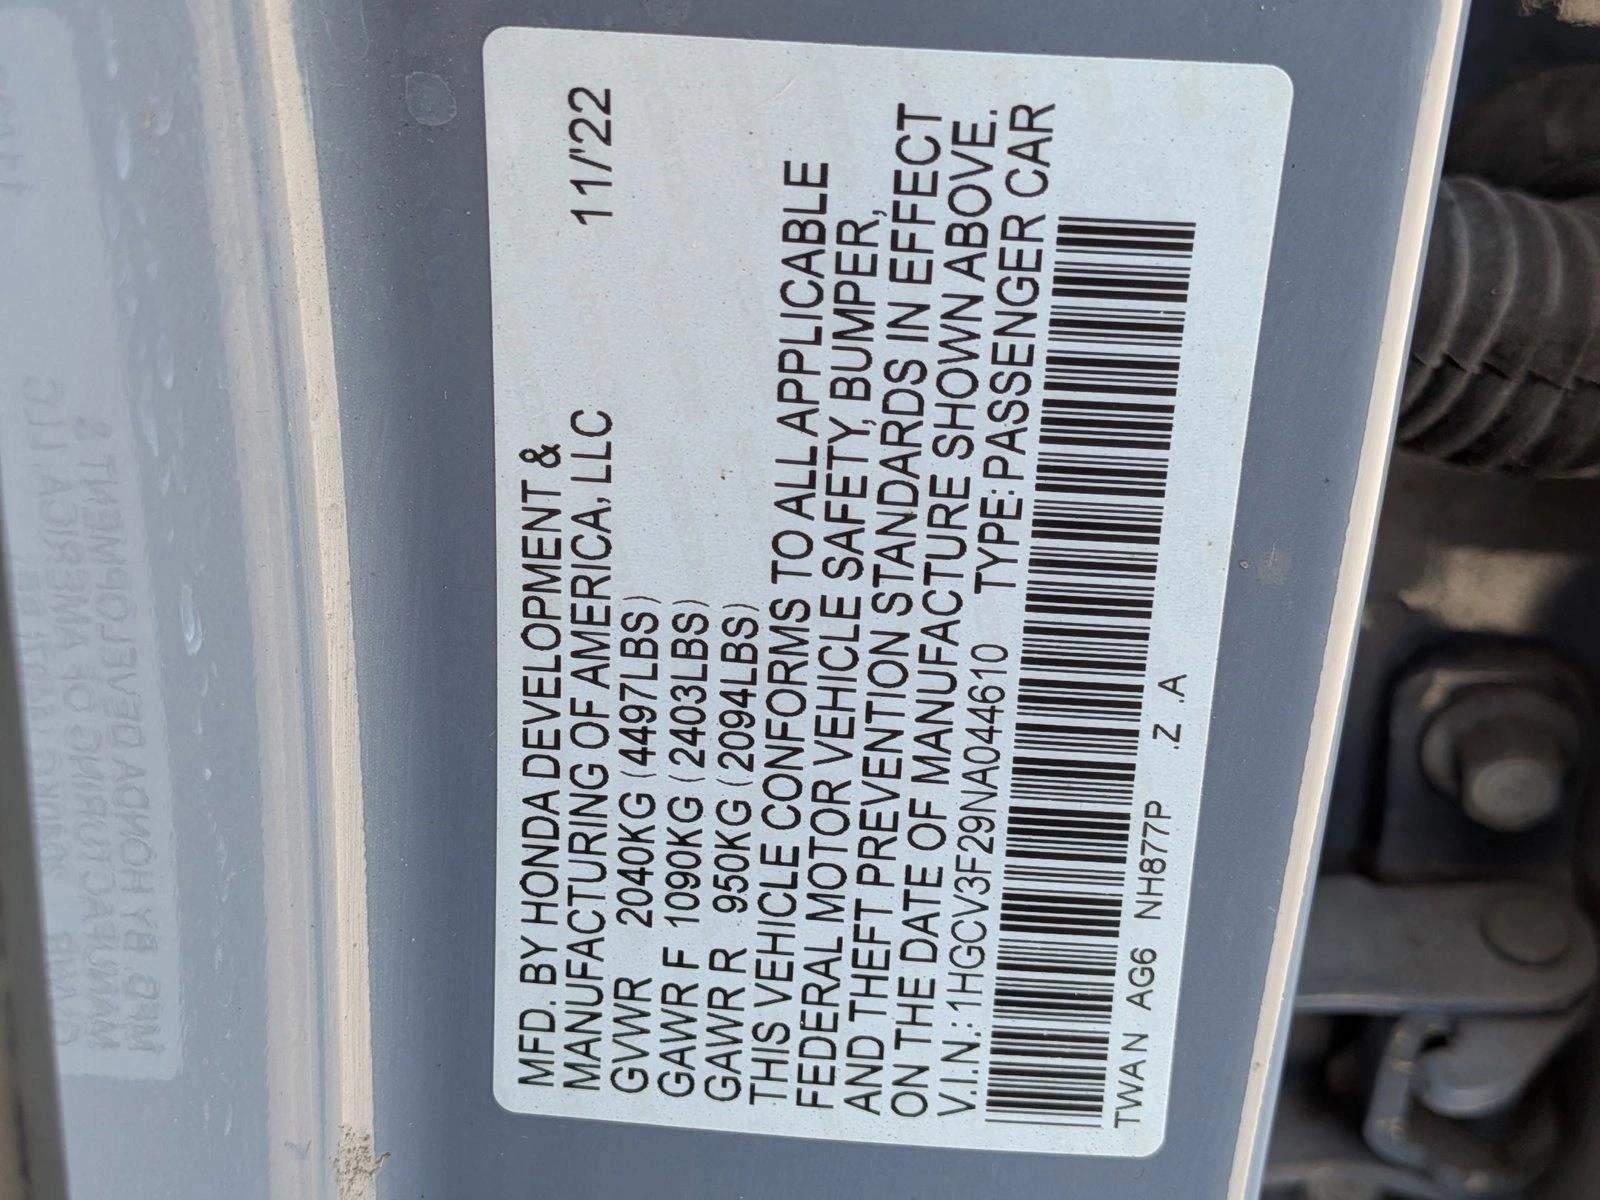 MFD. BY HONDA DEVELOPMENT &
MANUFACTURING OF AMERICA, LLC 11/'22
GVWR 2040KG (4497LBS)
GAWR F 1090KG (2403LBS)
GAWR R 950KG (2094LBS)
THIS VEHICLE CONFORMS TO ALL APPLICABLE
FEDERAL MOTOR VEHICLE SAFETY, BUMPER,
AND THEFT PREVENTION STANDARDS IN EFFECT
ON THE DATE OF MANUFACTURE SHOWN ABOVE.
V.I.N.: 1HGCV3F29NA044610 TYPE: PASSENGER CAR
TWAN AG6 NH877P .Z .A